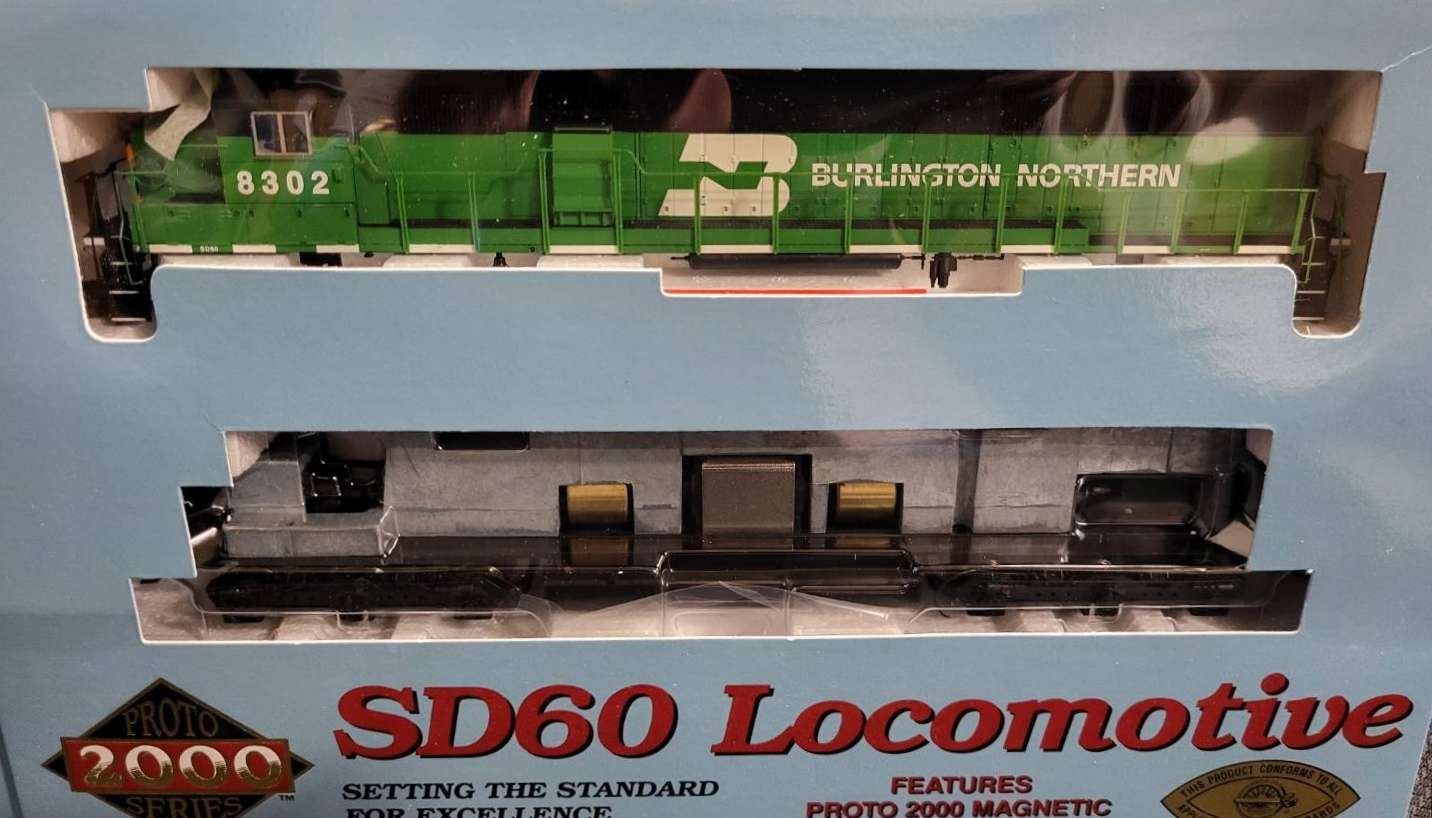 8302
BURLINGTON NORTHERN
SD60
PROTO
2000
SERIES
™
SD60 Locomotive
SETTING THE STANDARD
FOR EXCELLENCE
FEATURES
PROTO 2000 MAGNETIC
THIS PRODUCT CONFORMS TO ALL